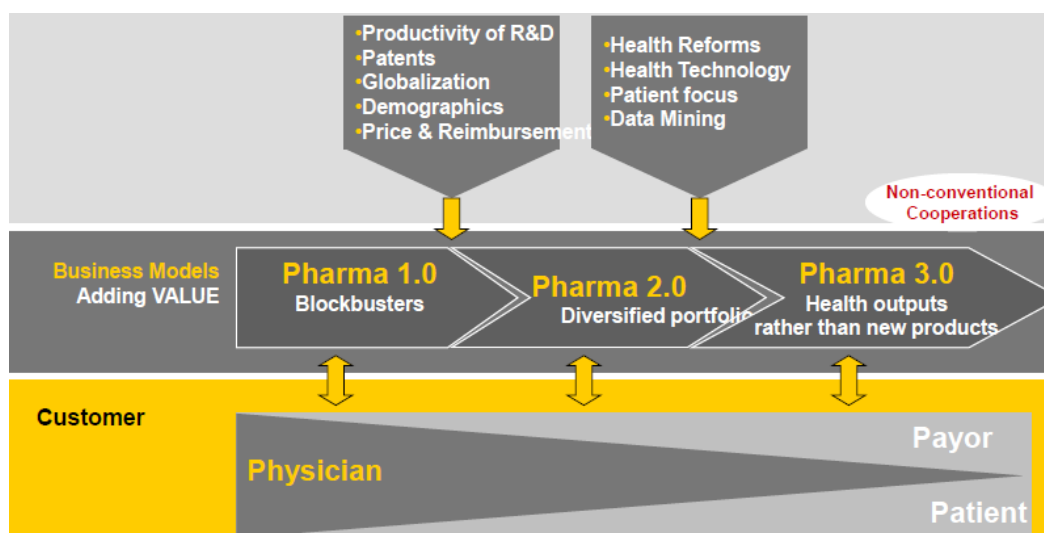 •Productivity of R&D
•Patents
•Globalization
•Demographics
•Price & Reimbursement
•Health Reforms
•Health Technology
•Patient focus
•Data Mining
Non-conventional
Cooperations
Business Models
Adding VALUE
Pharma 1.0
Blockbusters
Pharma 2.0
Diversified portfolio
Pharma 3.0
Health outputs
rather than new products
Customer
Physician
Payor
Patient